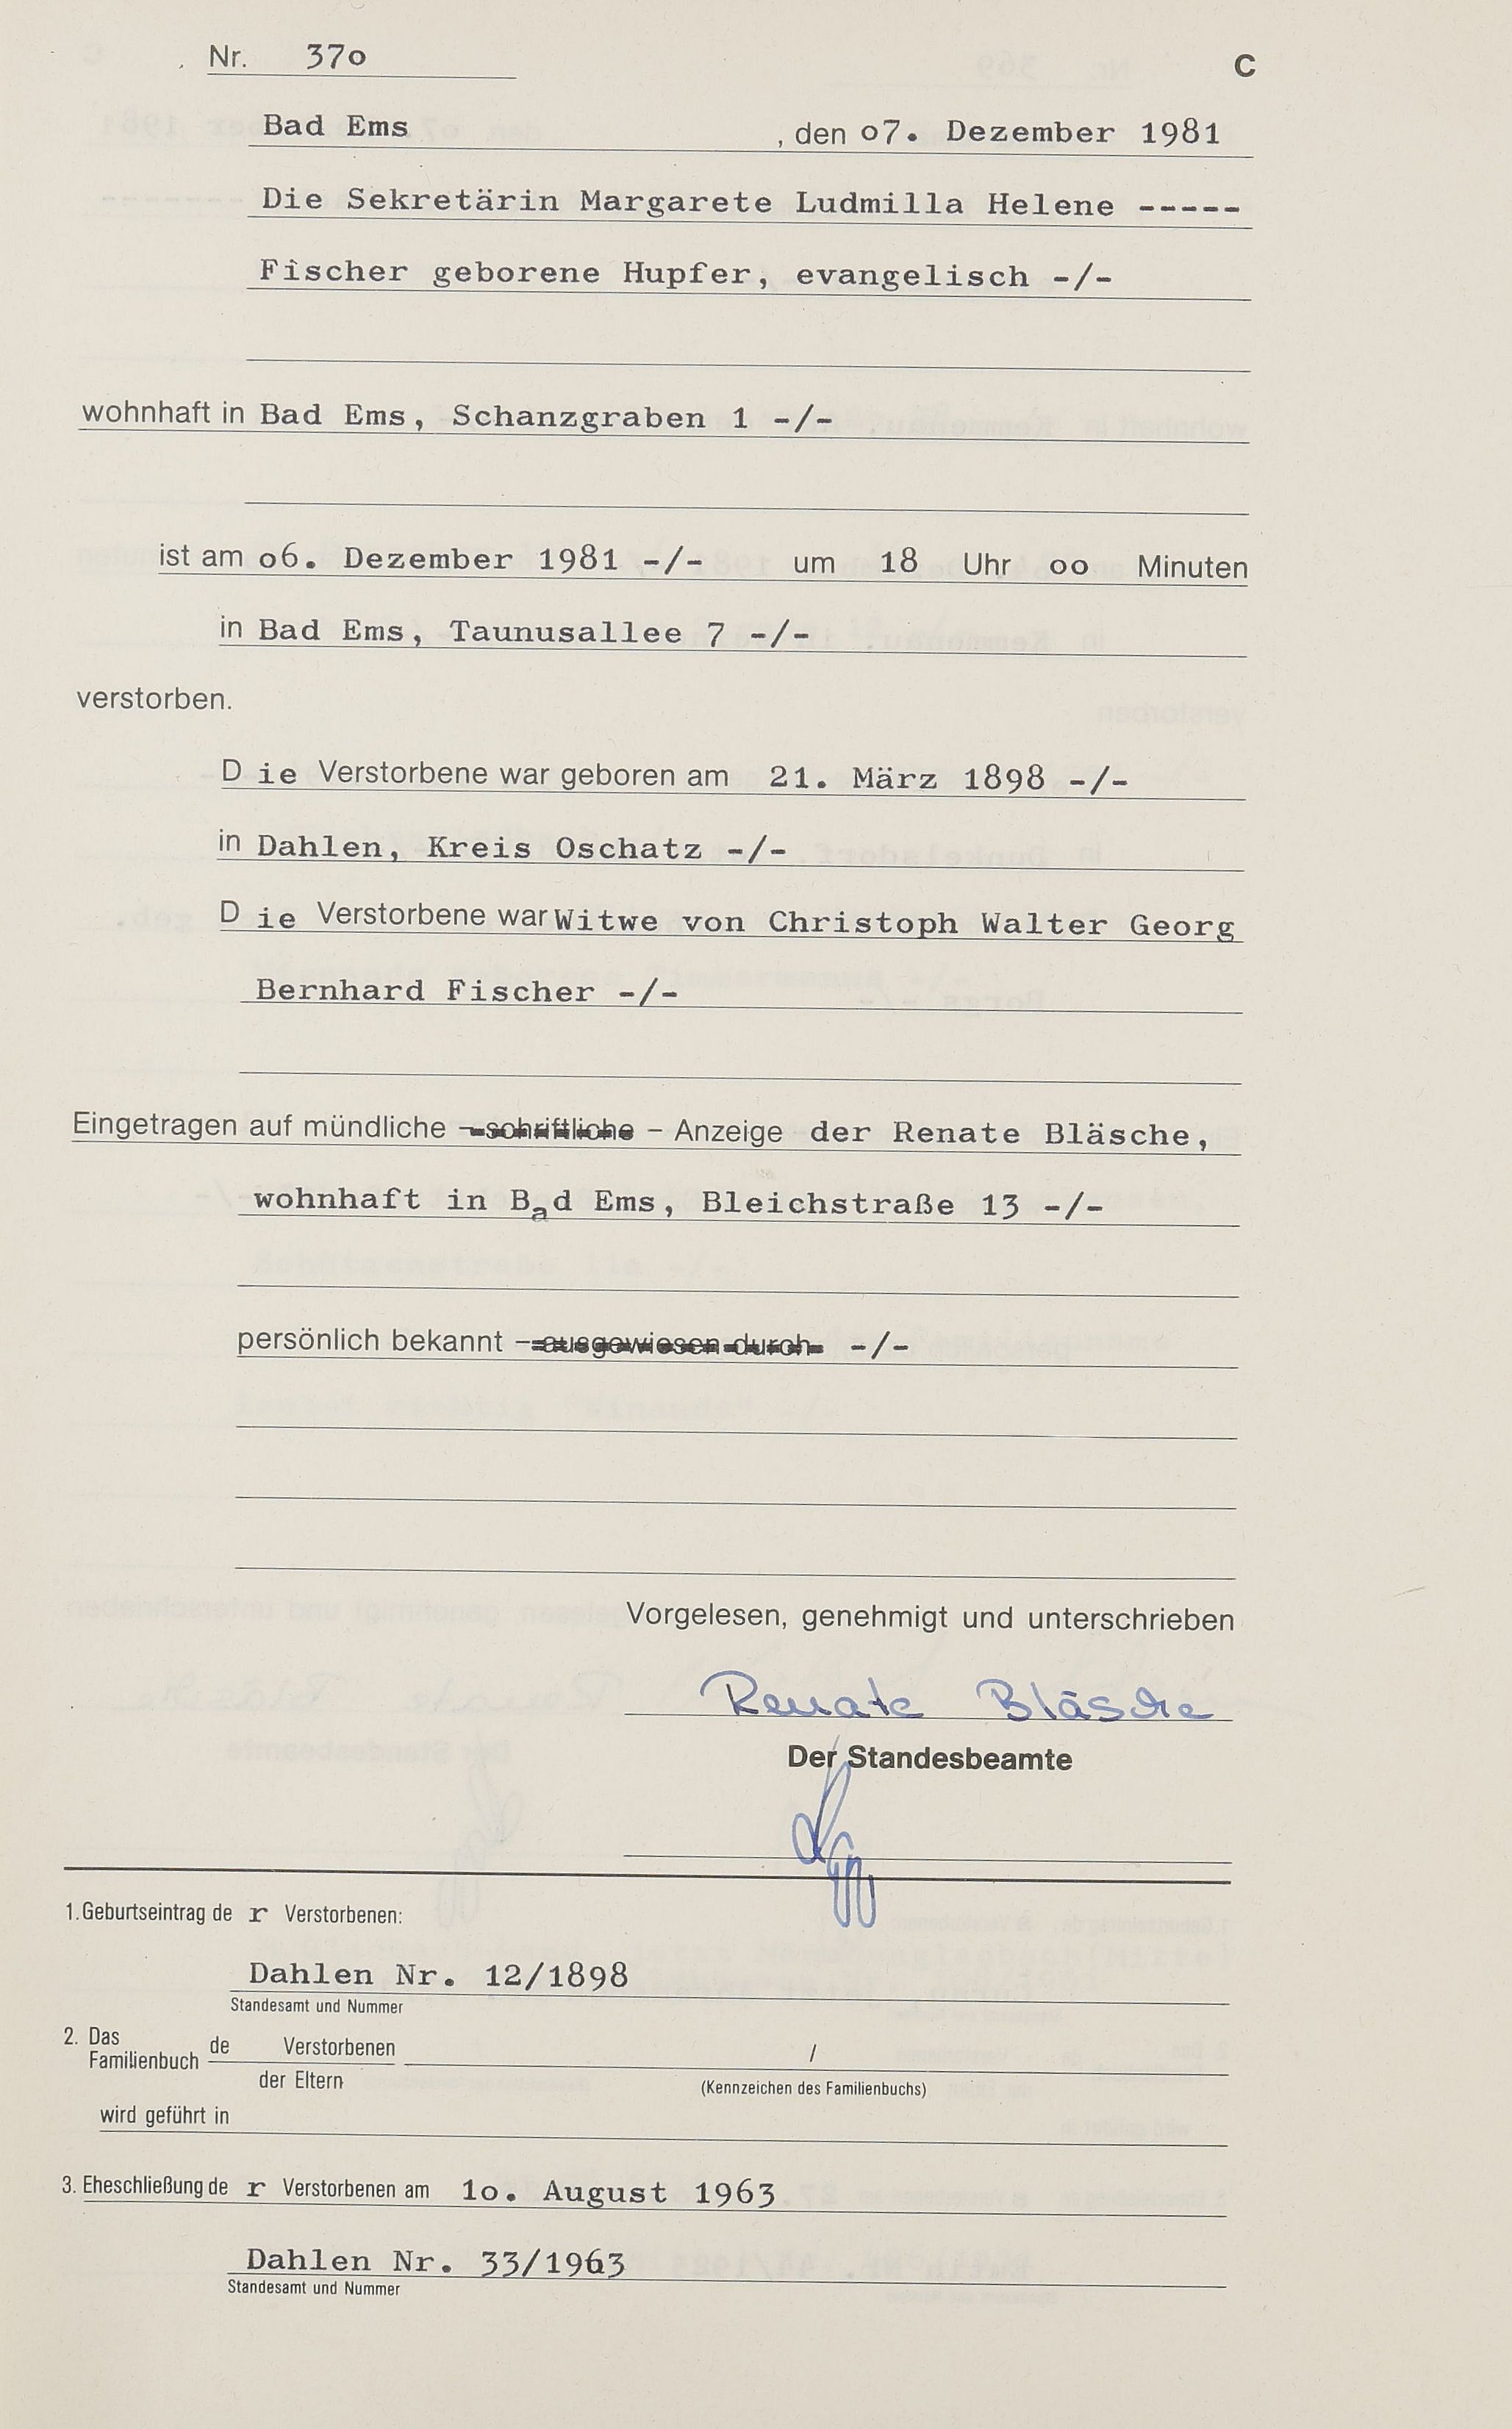 Nr. 37o
C
Bad Ems , den o7. Dezember 1981
Die Sekretärin Margarete Ludmilla Helene -----
Fischer geborene Hupfer, evangelisch -/-
wohnhaft in Bad Ems, Schanzgraben 1 -/-
ist am o6. Dezember 1981 -/- um 18 Uhr oo Minuten
in Bad Ems, Taunusallee 7 -/-
verstorben.
D ie Verstorbene war geboren am 21. März 1898 -/-
in Dahlen, Kreis Oschatz -/-
D ie Verstorbene war Witwe von Christoph Walter Georg
Bernhard Fischer -/-
Eingetragen auf mündliche – schriftliche – Anzeige der Renate Bläsche,
wohnhaft in Bad Ems, Bleichstraße 13 -/-
persönlich bekannt – ausgewiesen durch -/-
Vorgelesen, genehmigt und unterschrieben
Renate Bläsche
Der Standesbeamte
1. Geburtseintrag de r Verstorbenen:
Dahlen Nr. 12/1898
Standesamt und Nummer
2. Das Familienbuch de Verstorbenen /
der Eltern (Kennzeichen des Familienbuchs)
wird geführt in
3. Eheschließung de r Verstorbenen am 1o. August 1963
Dahlen Nr. 33/1963
Standesamt und Nummer